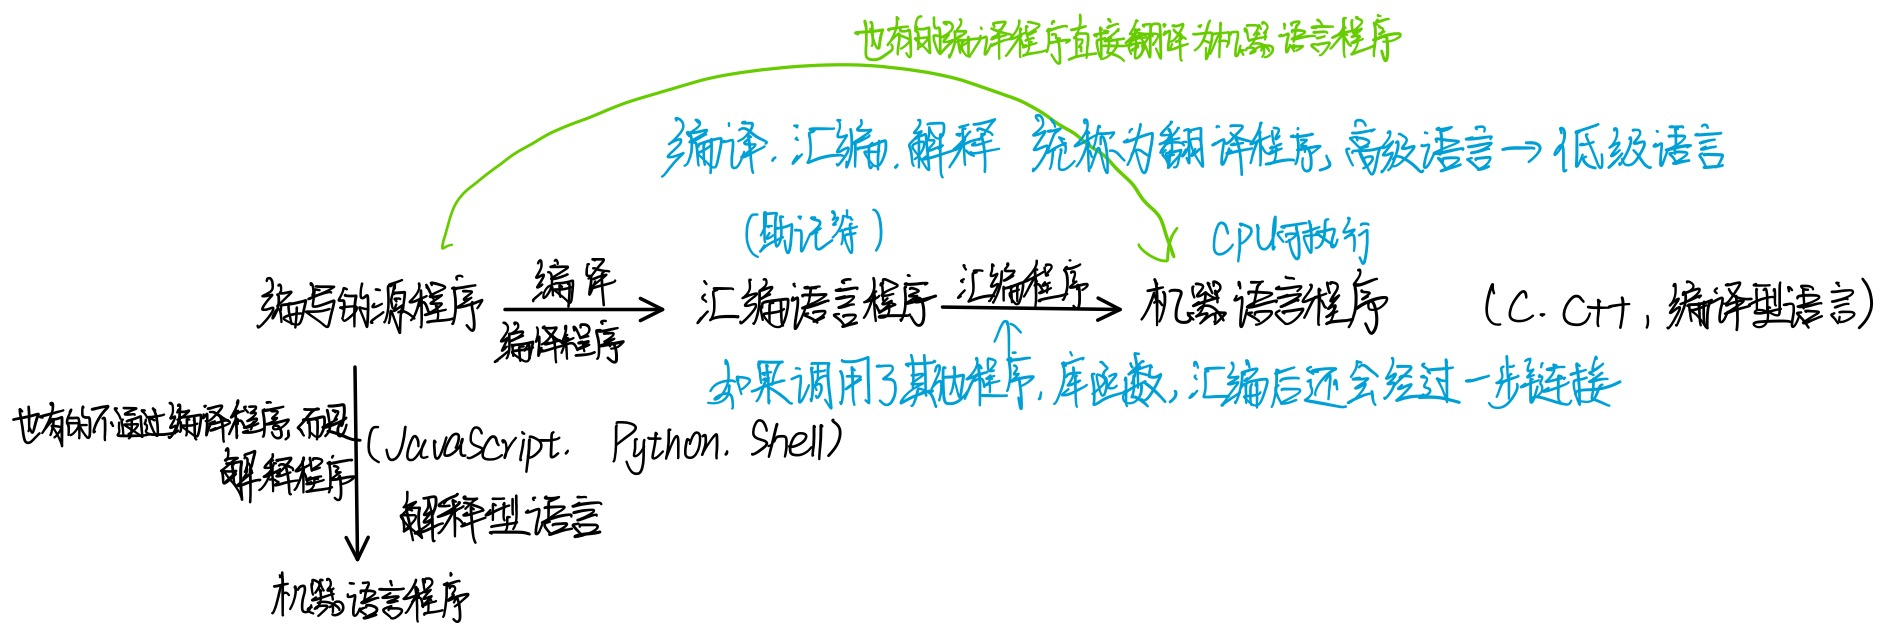 也有的编译程序直接翻译为机器语言程序
编译.汇编.解释 统称为翻译程序,高级语言→低级语言
(助记符) CPU可执行
编写的源程序 编译 编译程序 汇编语言程序 汇编程序 机器语言程序 (C. C++, 编译型语言)
如果调用了其他程序,库函数,汇编后还会经过一步链接
也有的不通过编译程序,而是 (JavaScript. Python. Shell)
解释程序
解释型语言
机器语言程序